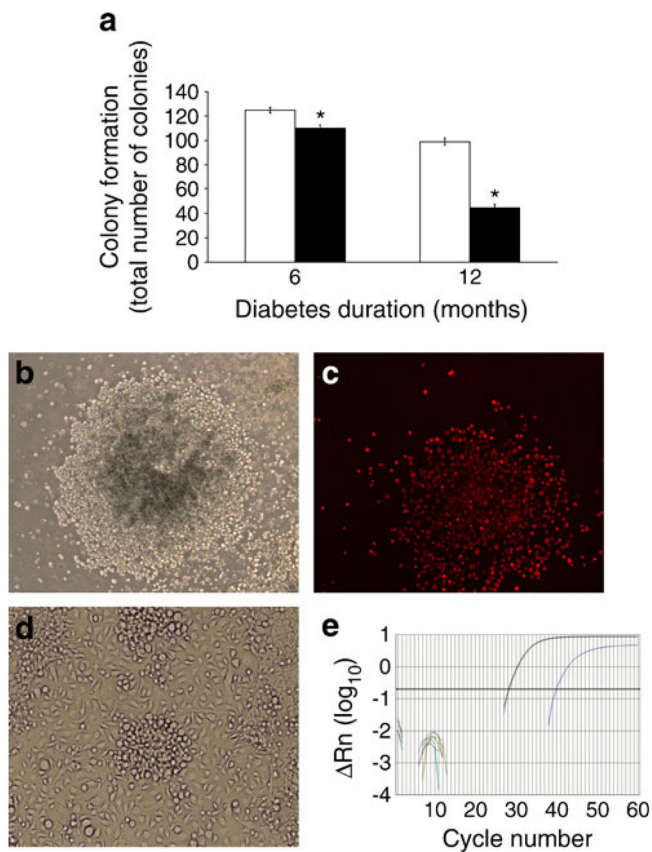 a
Colony formation
(total number of colonies)
140
120
100
80
60
40
20
0
*
*
6
12
Diabetes duration (months)
b
c
d
e
ΔRn (log₁₀)
1
0
-1
-2
-3
-4
0
10
20
30
40
50
60
Cycle number